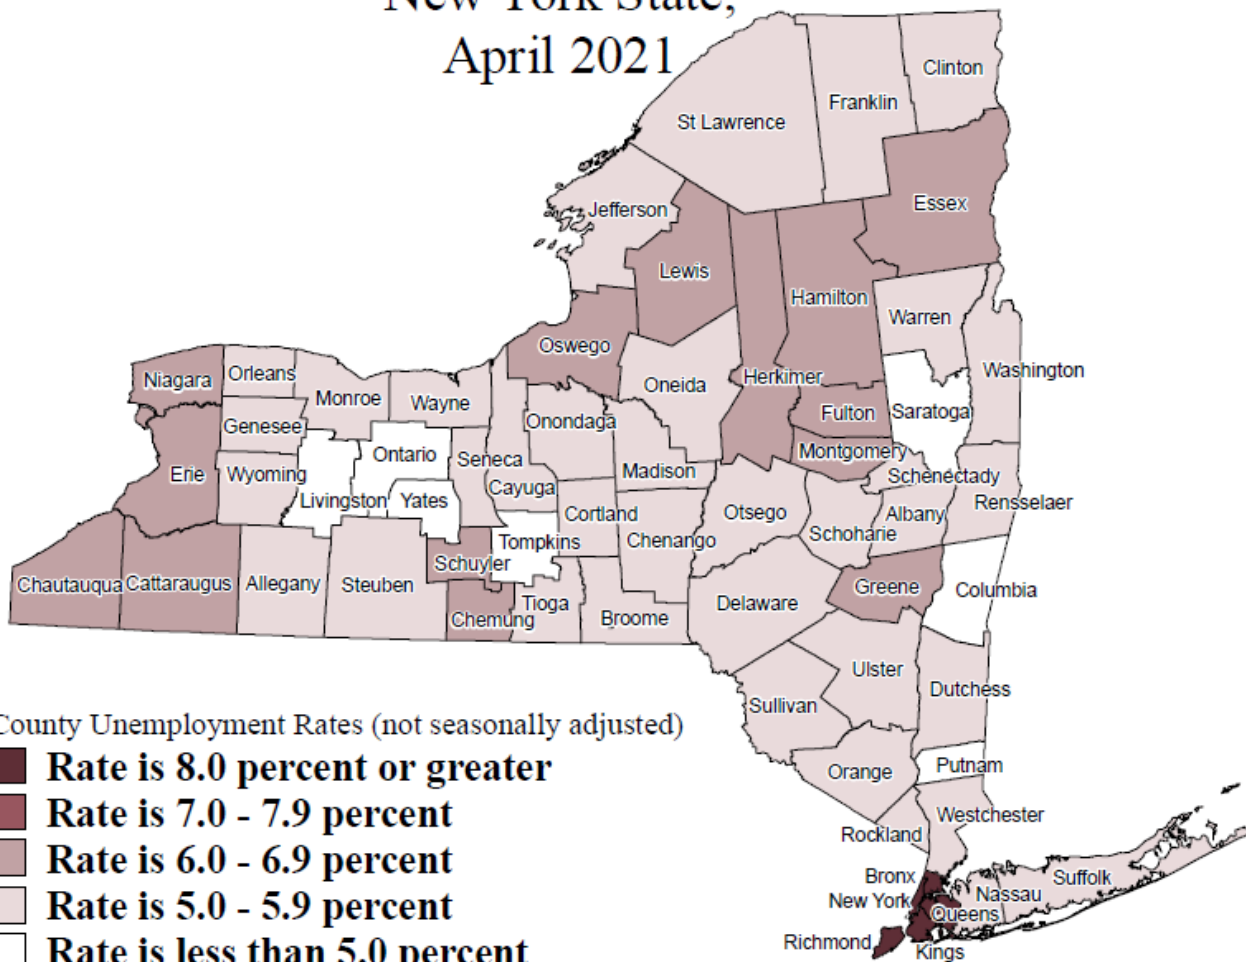 New York State,
April 2021
Clinton
Franklin
St Lawrence
Essex
Jefferson
Lewis
Hamilton
Warren
Oswego
Washington
Niagara
Orleans
Herkimer
Oneida
Monroe
Wayne
Fulton
Saratoga
Onondaga
Genesee
Montgomery
Ontario
Seneca
Madison
Erie
Wyoming
Schenectady
Cayuga
Livingston
Yates
Rensselaer
Cortland
Otsego
Albany
Schoharie
Tompkins
Chenango
Schuyler
Chautauqua
Cattaraugus
Allegany
Steuben
Greene
Columbia
Tioga
Delaware
Chemung
Broome
Ulster
Dutchess
Sullivan
County Unemployment Rates (not seasonally adjusted)
Putnam
Rate is 8.0 percent or greater
Orange
Rate is 7.0 - 7.9 percent
Westchester
Rockland
Rate is 6.0 - 6.9 percent
Bronx
Suffolk
Nassau
New York
Rate is 5.0 - 5.9 percent
Queens
Richmond
Kings
Rate is less than 5.0 percent